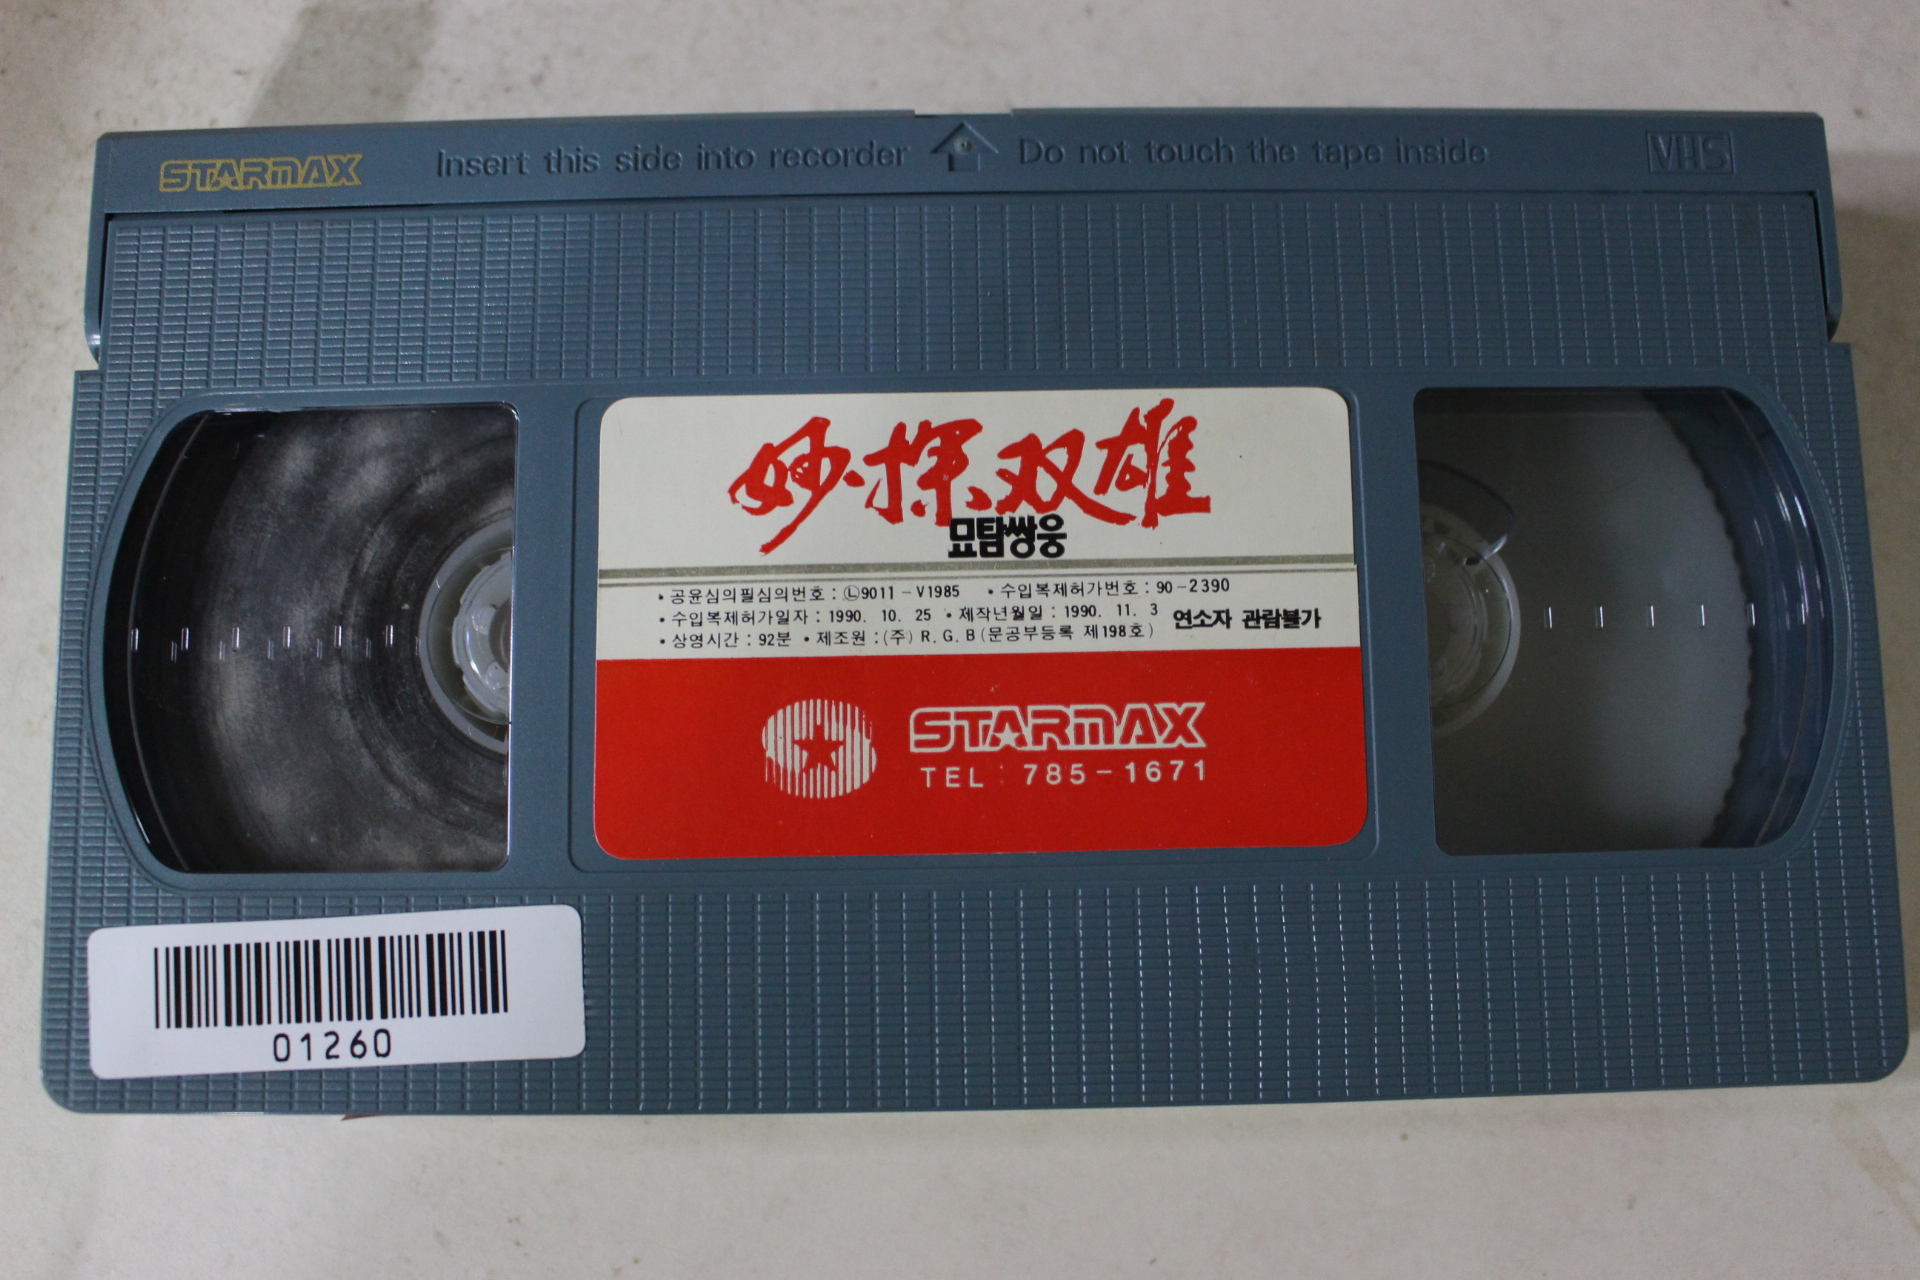 STARMAX Insert this side into recorder Do not touch the tape inside VHS
妙探双雄
묘탐쌍웅
• 공윤심의필심의번호 : Ⓛ9011 - V1985 • 수입복제허가번호 : 90-2390
• 수입복제허가일자 : 1990. 10. 25 • 제작년월일 : 1990. 11. 3
연소자 관람불가
• 상영시간 : 92분 • 제조원 : (주) R. G. B (문공부등록 제198호)
STARMAX
TEL : 785-1671
01260